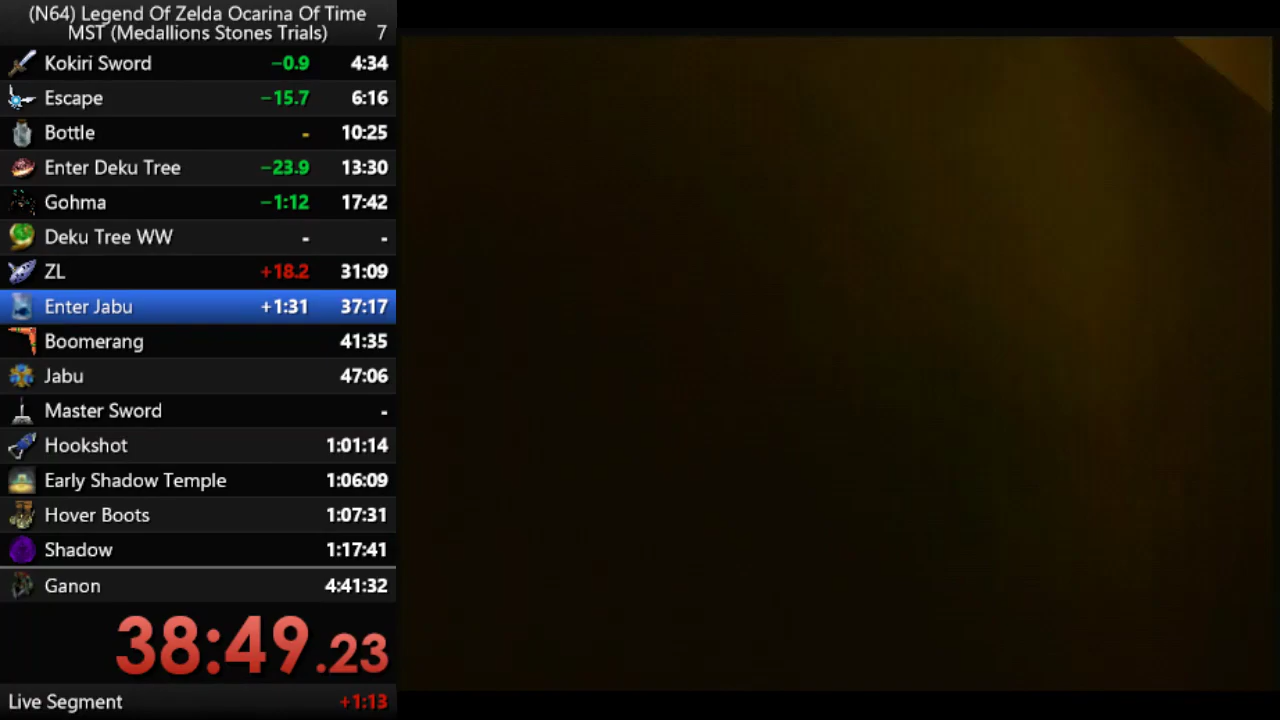 (N64) Legend Of Zelda Ocarina Of Time
MST (Medallions Stones Trials) 7
Kokiri Sword −0.9 4:34
Escape −15.7 6:16
Bottle - 10:25
Enter Deku Tree −23.9 13:30
Gohma −1:12 17:42
Deku Tree WW - -
ZL +18.2 31:09
Enter Jabu +1:31 37:17
Boomerang 41:35
Jabu 47:06
Master Sword -
Hookshot 1:01:14
Early Shadow Temple 1:06:09
Hover Boots 1:07:31
Shadow 1:17:41
Ganon 4:41:32
38:49.23
Live Segment +1:13